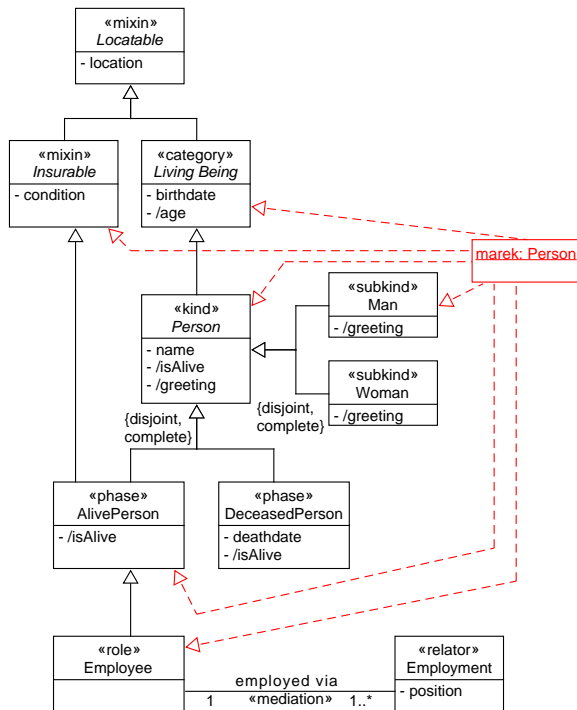 «mixin»
Locatable
- location
«mixin»
Insurable
- condition
«category»
Living Being
- birthdate
- /age
marek: Person
«kind»
Person
- name
- /isAlive
- /greeting
«subkind»
Man
- /greeting
«subkind»
Woman
- /greeting
{disjoint,
complete}
{disjoint,
complete}
«phase»
AlivePerson
- /isAlive
«phase»
DeceasedPerson
- deathdate
- /isAlive
«role»
Employee
employed via
1 «mediation» 1..*
«relator»
Employment
- position